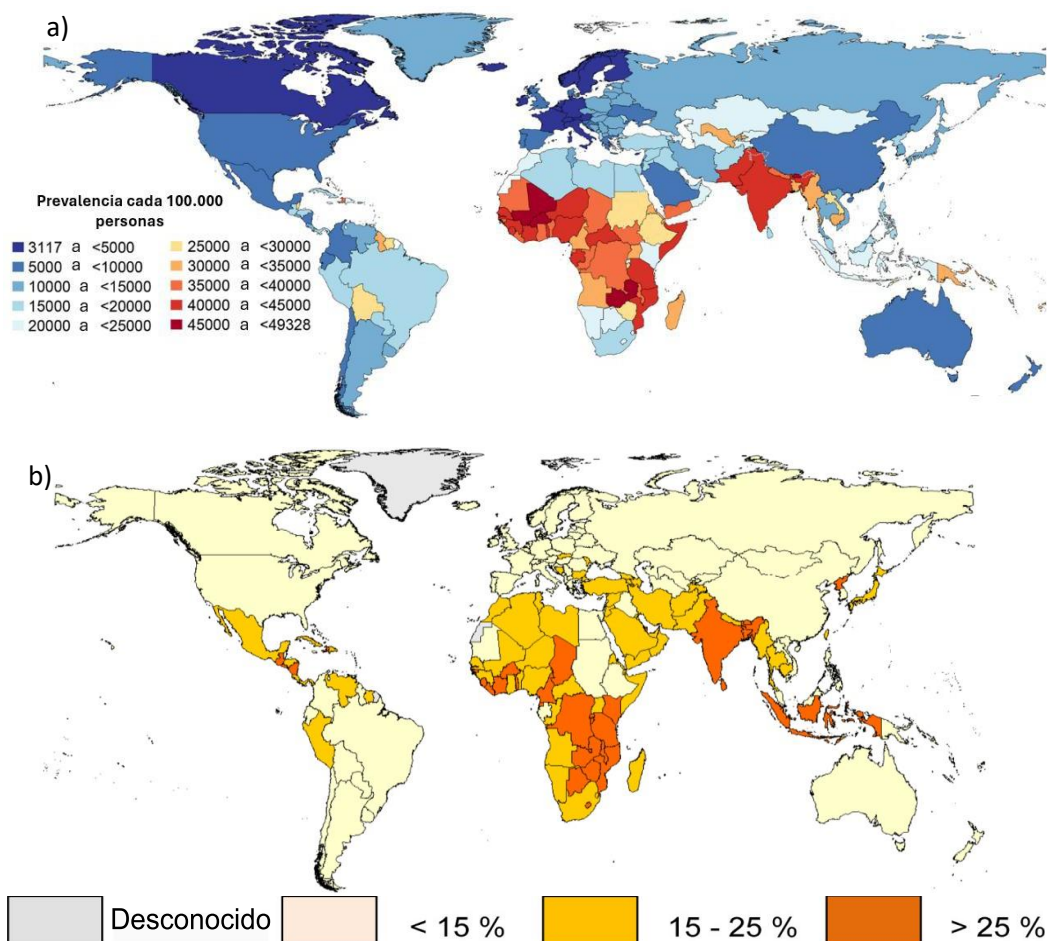 a)
Prevalencia cada 100.000
personas
3117 a <5000
25000 a <30000
5000 a <10000
30000 a <35000
10000 a <15000
35000 a <40000
15000 a <20000
40000 a <45000
20000 a <25000
45000 a <49328
b)
Desconocido
< 15 %
15 - 25 %
> 25 %